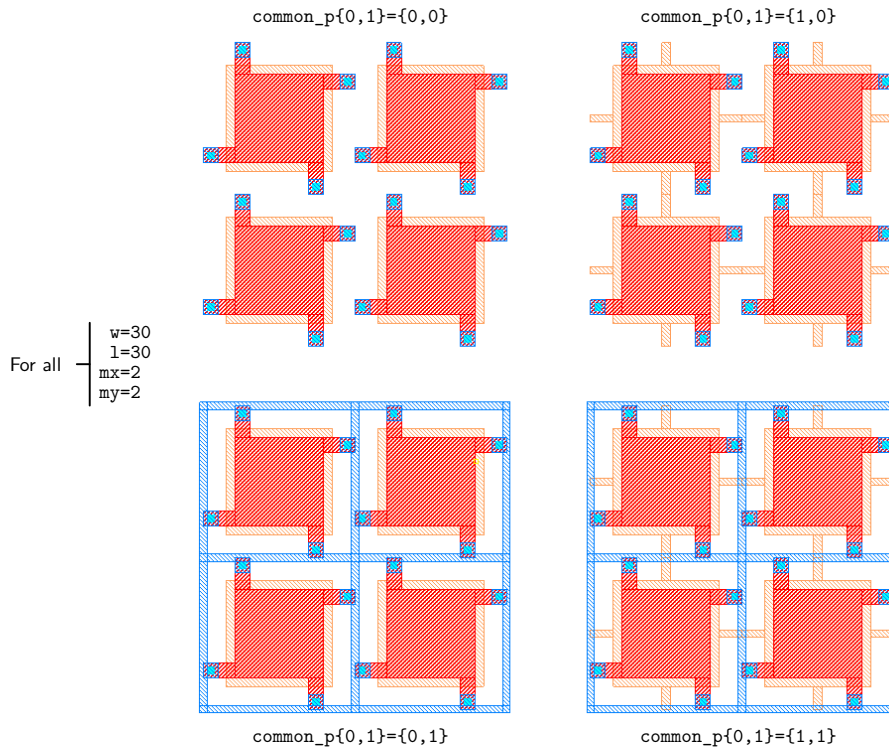 common_p{0,1}={0,0}
common_p{0,1}={1,0}
For all
w=30
l=30
mx=2
my=2
common_p{0,1}={0,1}
common_p{0,1}={1,1}